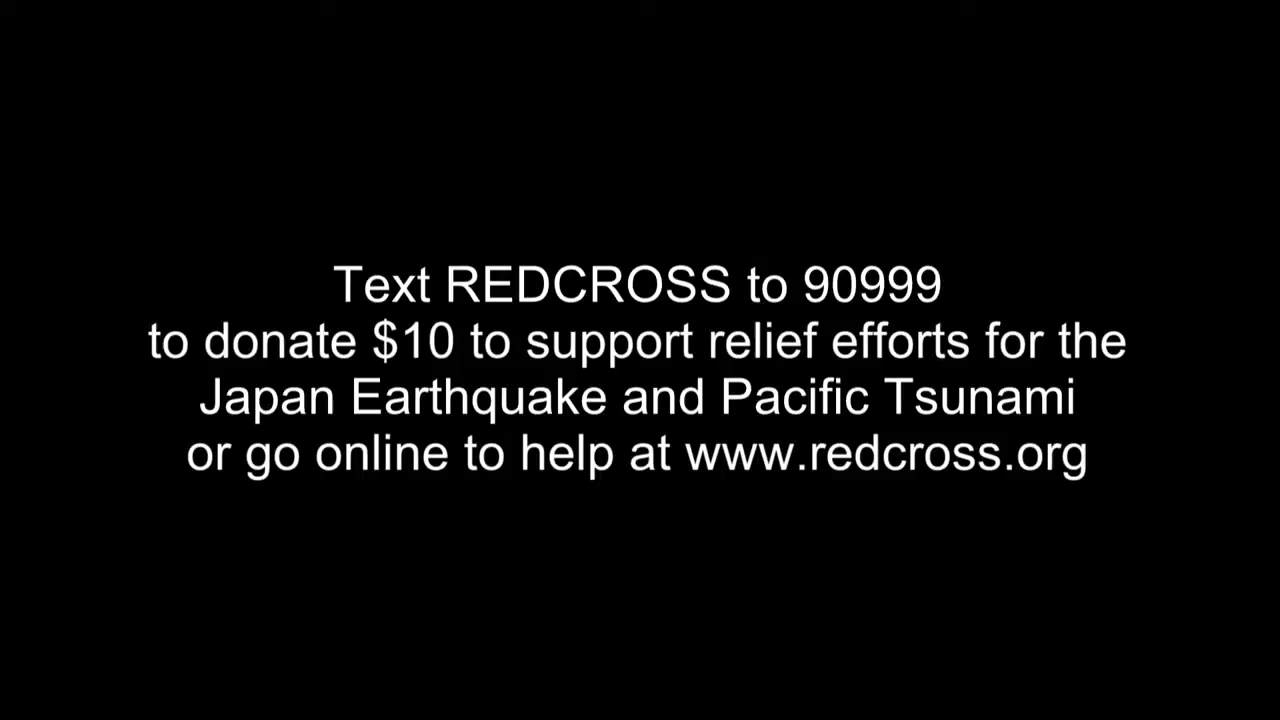 Text REDCROSS to 90999
to donate $10 to support relief efforts for the
Japan Earthquake and Pacific Tsunami
or go online to help at www.redcross.org